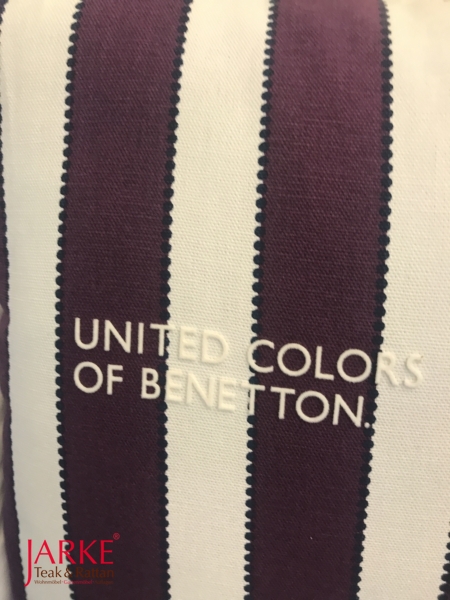 UNITED COLORS
OF BENETTON.
JARKE®
Teak & Rattan